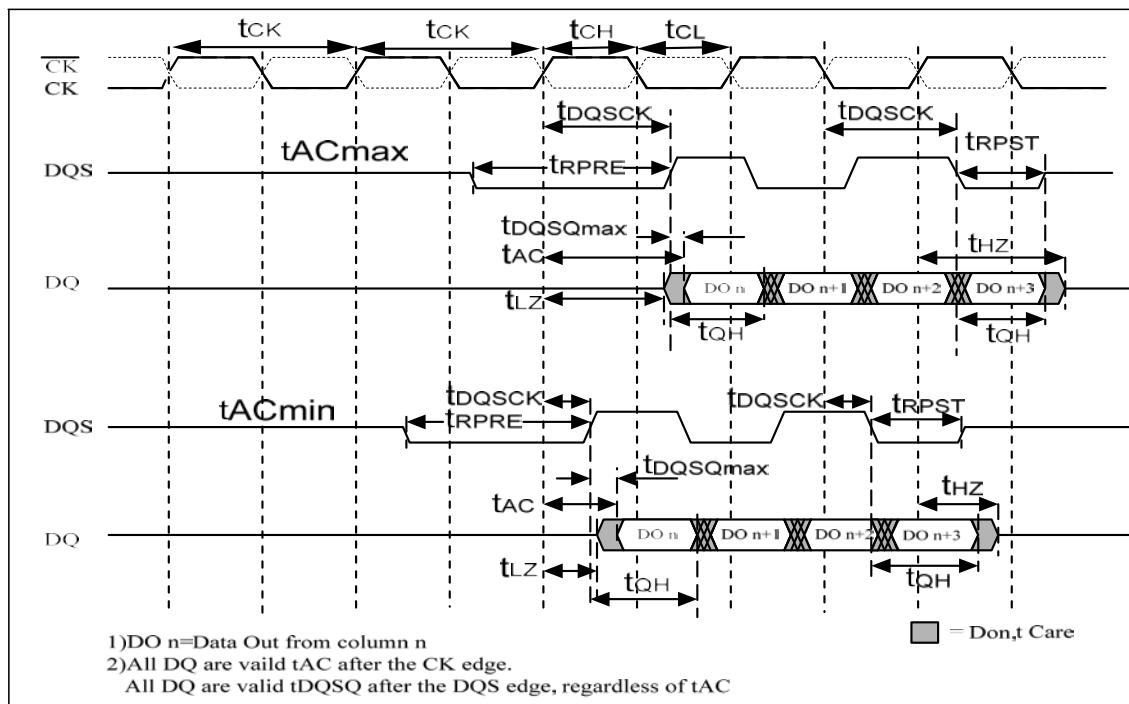 tCK tCK tCH tCL
CK
CK
tDQSCK tDQSCK
tACmax tRPST
DQS tRPRE
tDQSQmax
tAC tHZ
DQ DO n DO n+1 DO n+2 DO n+3
tLZ
tQH tQH
tDQSCK tDQSCK tRPST
tACmin
DQS tRPRE
tDQSQmax
tAC tHZ
DQ DO n DO n+1 DO n+2 DO n+3
tLZ tQH tQH
1)DO n=Data Out from column n
= Don,t Care
2)All DQ are vaild tAC after the CK edge.
All DQ are valid tDQSQ after the DQS edge, regardless of tAC